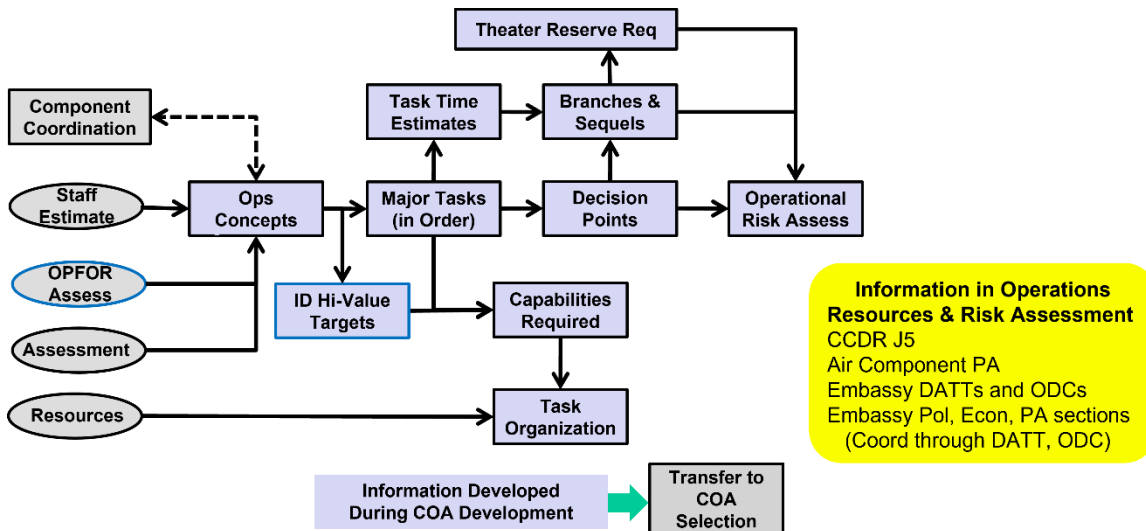 Theater Reserve Req
Component
Coordination
Task Time
Estimates
Branches &
Sequels
Staff
Estimate
Ops
Concepts
Major Tasks
(in Order)
Decision
Points
Operational
Risk Assess
OPFOR
Assess
ID Hi-Value
Targets
Capabilities
Required
Assessment
Resources
Task
Organization
Information in Operations
Resources & Risk Assessment
CCDR J5
Air Component PA
Embassy DATTs and ODCs
Embassy Pol, Econ, PA sections
(Coord through DATT, ODC)
Information Developed
During COA Development
Transfer to
COA
Selection